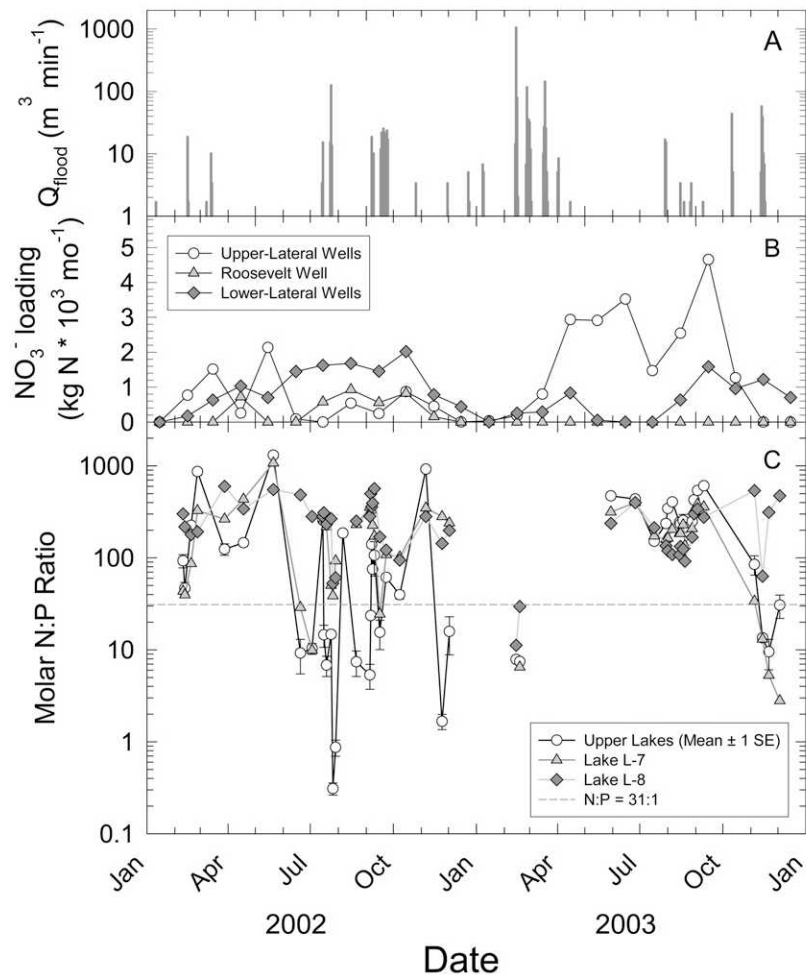 A
1000
100
10
1
Q_flood (m^3 min^-1)
B
Upper-Lateral Wells
Roosevelt Well
Lower-Lateral Wells
5
4
3
2
1
0
NO_3^- loading
(kg N * 10^3 mo^-1)
C
1000
100
10
1
0.1
Molar N:P Ratio
Upper Lakes (Mean ± 1 SE)
Lake L-7
Lake L-8
N:P = 31:1
Jan Apr Jul Oct Jan Apr Jul Oct Jan
2002 2003
Date